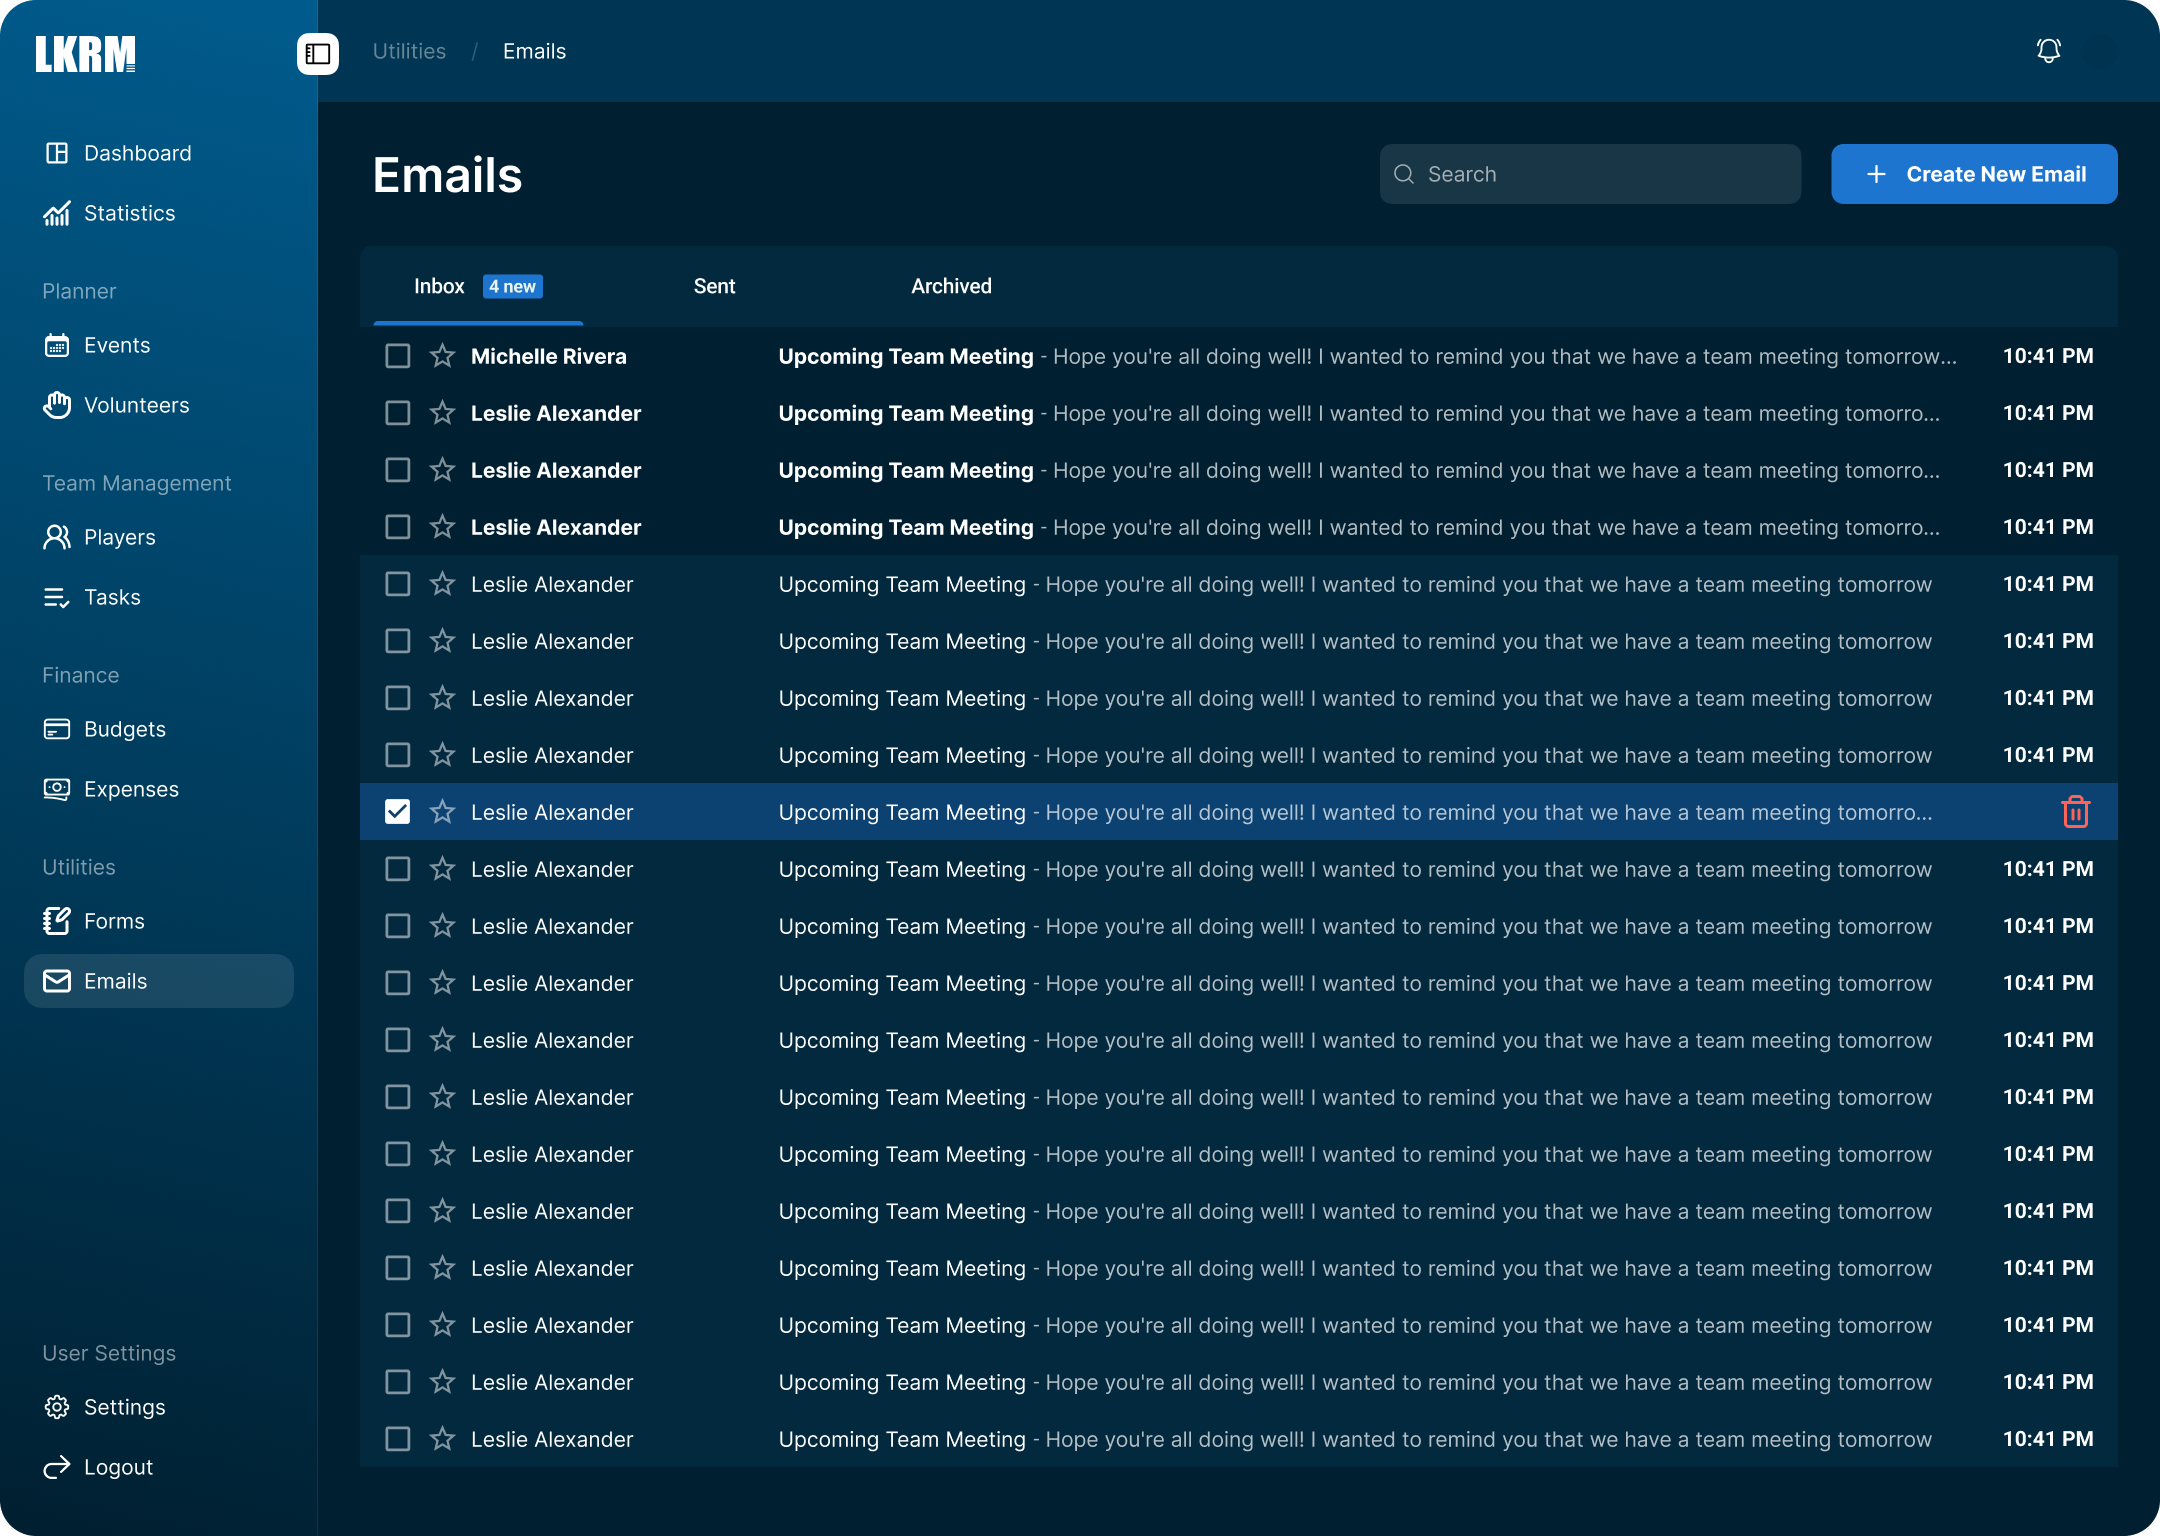 LKRM
Utilities / Emails
Dashboard
Statistics
Planner
Events
Volunteers
Team Management
Players
Tasks
Finance
Budgets
Expenses
Utilities
Forms
Emails
User Settings
Settings
Logout
Emails
Search
Create New Email
Inbox 4 new Sent Archived
Michelle Rivera Upcoming Team Meeting - Hope you're all doing well! I wanted to remind you that we have a team meeting tomorrow... 10:41 PM
Leslie Alexander Upcoming Team Meeting - Hope you're all doing well! I wanted to remind you that we have a team meeting tomorro... 10:41 PM
Leslie Alexander Upcoming Team Meeting - Hope you're all doing well! I wanted to remind you that we have a team meeting tomorro... 10:41 PM
Leslie Alexander Upcoming Team Meeting - Hope you're all doing well! I wanted to remind you that we have a team meeting tomorro... 10:41 PM
Leslie Alexander Upcoming Team Meeting - Hope you're all doing well! I wanted to remind you that we have a team meeting tomorrow 10:41 PM
Leslie Alexander Upcoming Team Meeting - Hope you're all doing well! I wanted to remind you that we have a team meeting tomorrow 10:41 PM
Leslie Alexander Upcoming Team Meeting - Hope you're all doing well! I wanted to remind you that we have a team meeting tomorrow 10:41 PM
Leslie Alexander Upcoming Team Meeting - Hope you're all doing well! I wanted to remind you that we have a team meeting tomorrow 10:41 PM
Leslie Alexander Upcoming Team Meeting - Hope you're all doing well! I wanted to remind you that we have a team meeting tomorro...
Leslie Alexander Upcoming Team Meeting - Hope you're all doing well! I wanted to remind you that we have a team meeting tomorrow 10:41 PM
Leslie Alexander Upcoming Team Meeting - Hope you're all doing well! I wanted to remind you that we have a team meeting tomorrow 10:41 PM
Leslie Alexander Upcoming Team Meeting - Hope you're all doing well! I wanted to remind you that we have a team meeting tomorrow 10:41 PM
Leslie Alexander Upcoming Team Meeting - Hope you're all doing well! I wanted to remind you that we have a team meeting tomorrow 10:41 PM
Leslie Alexander Upcoming Team Meeting - Hope you're all doing well! I wanted to remind you that we have a team meeting tomorrow 10:41 PM
Leslie Alexander Upcoming Team Meeting - Hope you're all doing well! I wanted to remind you that we have a team meeting tomorrow 10:41 PM
Leslie Alexander Upcoming Team Meeting - Hope you're all doing well! I wanted to remind you that we have a team meeting tomorrow 10:41 PM
Leslie Alexander Upcoming Team Meeting - Hope you're all doing well! I wanted to remind you that we have a team meeting tomorrow 10:41 PM
Leslie Alexander Upcoming Team Meeting - Hope you're all doing well! I wanted to remind you that we have a team meeting tomorrow 10:41 PM
Leslie Alexander Upcoming Team Meeting - Hope you're all doing well! I wanted to remind you that we have a team meeting tomorrow 10:41 PM
Leslie Alexander Upcoming Team Meeting - Hope you're all doing well! I wanted to remind you that we have a team meeting tomorrow 10:41 PM